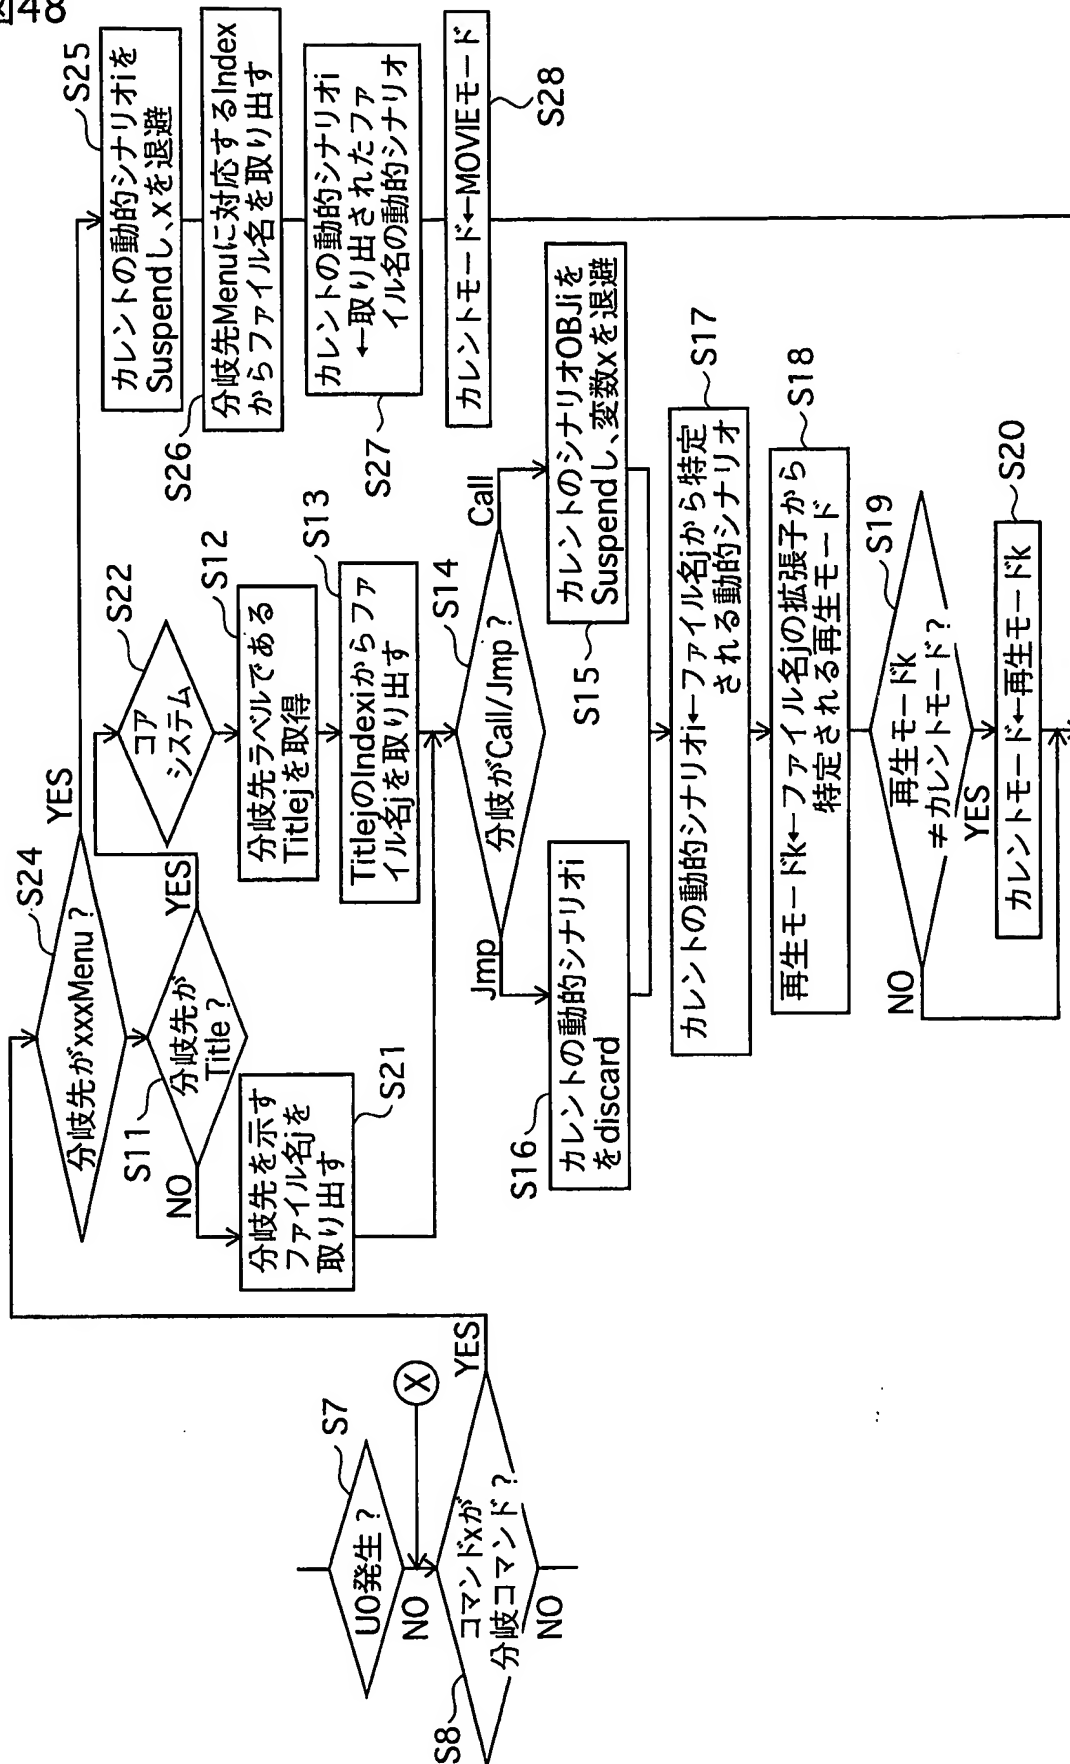 図48
S7
UO発生？
NO
X
S8
コマンドxが
分岐コマンド？
YES
NO
S24
分岐先がxxxMenu？
YES
S11
分岐先が
Title？
YES
NO
S21
分岐先を示す
ファイル名jを
取り出す
S22
コア
システム
S12
分岐先ラベルである
Titlejを取得
S13
TitlejのIndexiからファ
イル名jを取り出す
S14
分岐がCall/Jmp？
Jmp
Call
S16
カレントの動的シナリオi
をdiscard
S15
カレントのシナリオOBJiを
Suspendし、変数xを退避
S17
カレントの動的シナリオi←ファイル名jから特定
される動的シナリオ
S18
再生モードk←ファイル名jの拡張子から
特定される再生モード
S19
再生モードk
≠カレントモード？
NO
YES
S20
カレントモード←再生モードk
S25
カレントの動的シナリオiを
Suspendし、xを退避
S26
分岐先Menuに対応するIndex
からファイル名を取り出す
S27
カレントの動的シナリオi
←取り出されたファ
イル名の動的シナリオ
S28
カレントモード←MOVIEモード